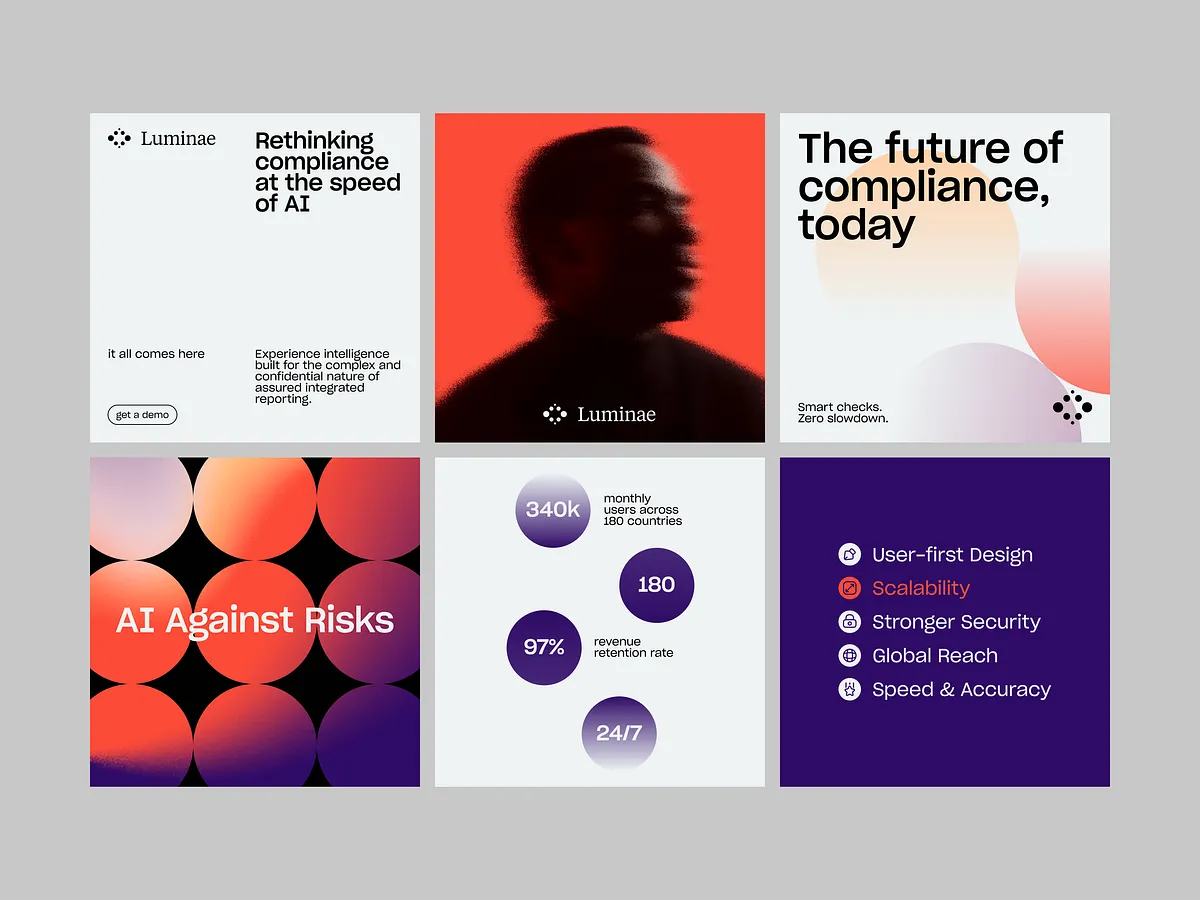 Luminae
Rethinking
compliance
at the speed
of AI
it all comes here
Experience intelligence
built for the complex and
confidential nature of
assured integrated
reporting.
get a demo
Luminae
The future of
compliance,
today
Smart checks.
Zero slowdown.
AI Against Risks
340k
monthly
users across
180 countries
180
97%
revenue
retention rate
24/7
User-first Design
Scalability
Stronger Security
Global Reach
Speed & Accuracy